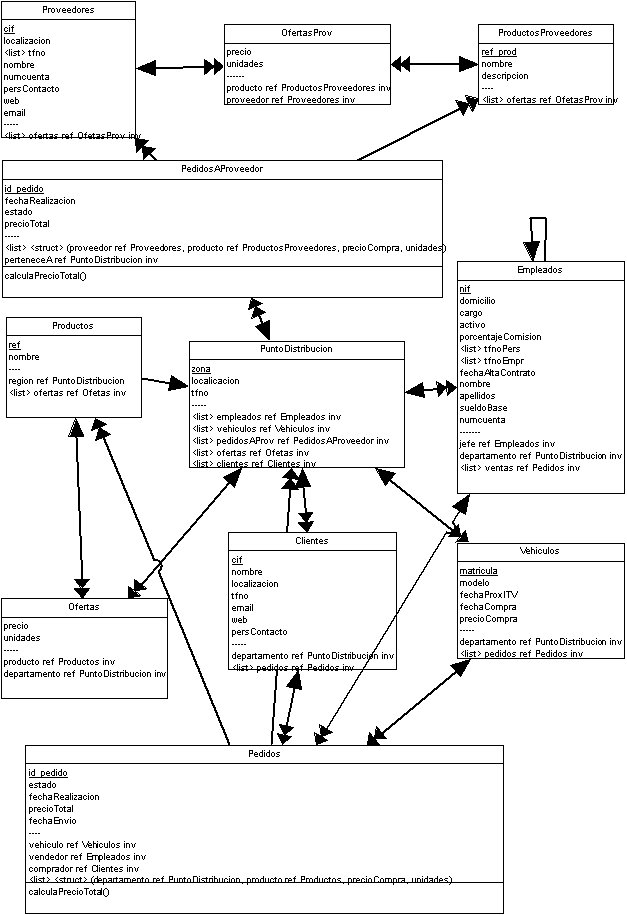 Proveedores
cif
localizacion
<list> tfno
nombre
numcuenta
persContacto
web
email
-----
<list> ofertas ref OfetasProv inv
OfertasProv
precio
unidades
------
producto ref ProductosProveedores inv
proveedor ref Proveedores inv
ProductosProveedores
ref_prod
nombre
descripcion
----
<list> ofertas ref OfetasProv inv
PedidosAProveedor
id_pedido
fechaRealizacion
estado
precioTotal
-----
<list> <struct> (proveedor ref Proveedores, producto ref ProductosProveedores, precioCompra, unidades)
perteneceA ref PuntoDistribucion inv
calculaPrecioTotal()
Empleados
nif
domicilio
cargo
activo
porcentajeComision
<list> tfnoPers
<list> tfnoEmpr
fechaAltaContrato
nombre
apellidos
sueldoBase
numcuenta
-------
jefe ref Empleados inv
departamento ref PuntoDistribucion inv
<list> ventas ref Pedidos inv
Productos
ref
nombre
----
region ref PuntoDistribucion
<list> ofertas ref Ofetas inv
PuntoDistribucion
zona
localicacion
tfno
-----
<list> empleados ref Empleados inv
<list> vehiculos ref Vehiculos inv
<list> pedidosAProv ref PedidosAProveedor inv
<list> ofertas ref Ofetas inv
<list> clientes ref Clientes inv
Clientes
cif
nombre
localizacion
tfno
email
web
persContacto
----
departamento ref PuntoDistribucion inv
<list> pedidos ref Pedidos inv
Vehiculos
matricula
modelo
fechaProxITV
fechaCompra
precioCompra
-----
departamento ref PuntoDistribucion inv
<list> pedidos ref Pedidos inv
Ofertas
precio
unidades
-----
producto ref Productos inv
departamento ref PuntoDistribucion inv
Pedidos
id_pedido
estado
fechaRealizacion
precioTotal
fechaEnvio
----
vehiculo ref Vehiculos inv
vendedor ref Empleados inv
comprador ref Clientes inv
<list> <struct> (departamento ref PuntoDistribucion, producto ref Productos, precioCompra, unidades)
calculaPrecioTotal()